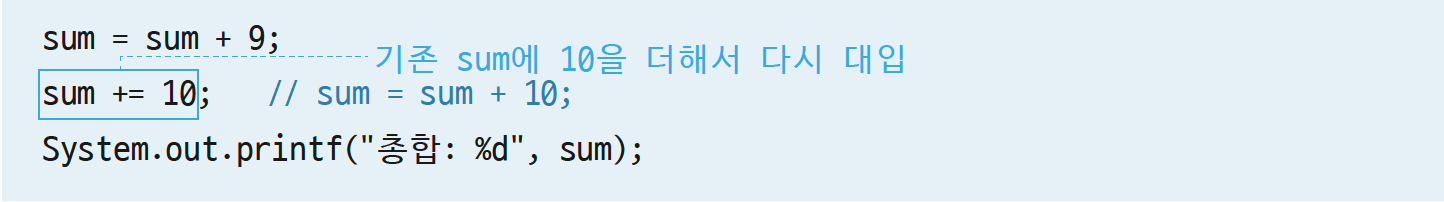 sum = sum + 9;
기존 sum에 10을 더해서 다시 대입
sum += 10;   // sum = sum + 10;
System.out.printf("총합: %d", sum);